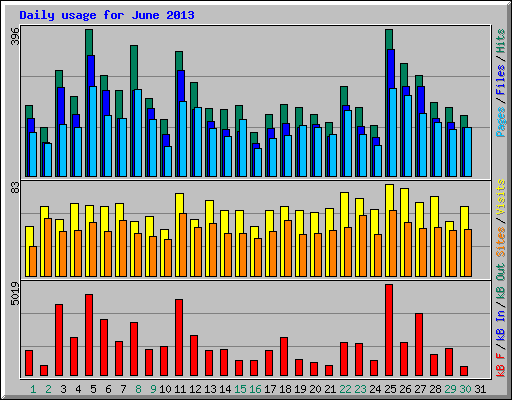 Daily usage for June 2013
396
Pages / Files / Hits
83
Sites / Visits
5019
kB F / kB In / kB Out
1 2 3 4 5 6 7 8 9 10 11 12 13 14 15 16 17 18 19 20 21 22 23 24 25 26 27 28 29 30 31